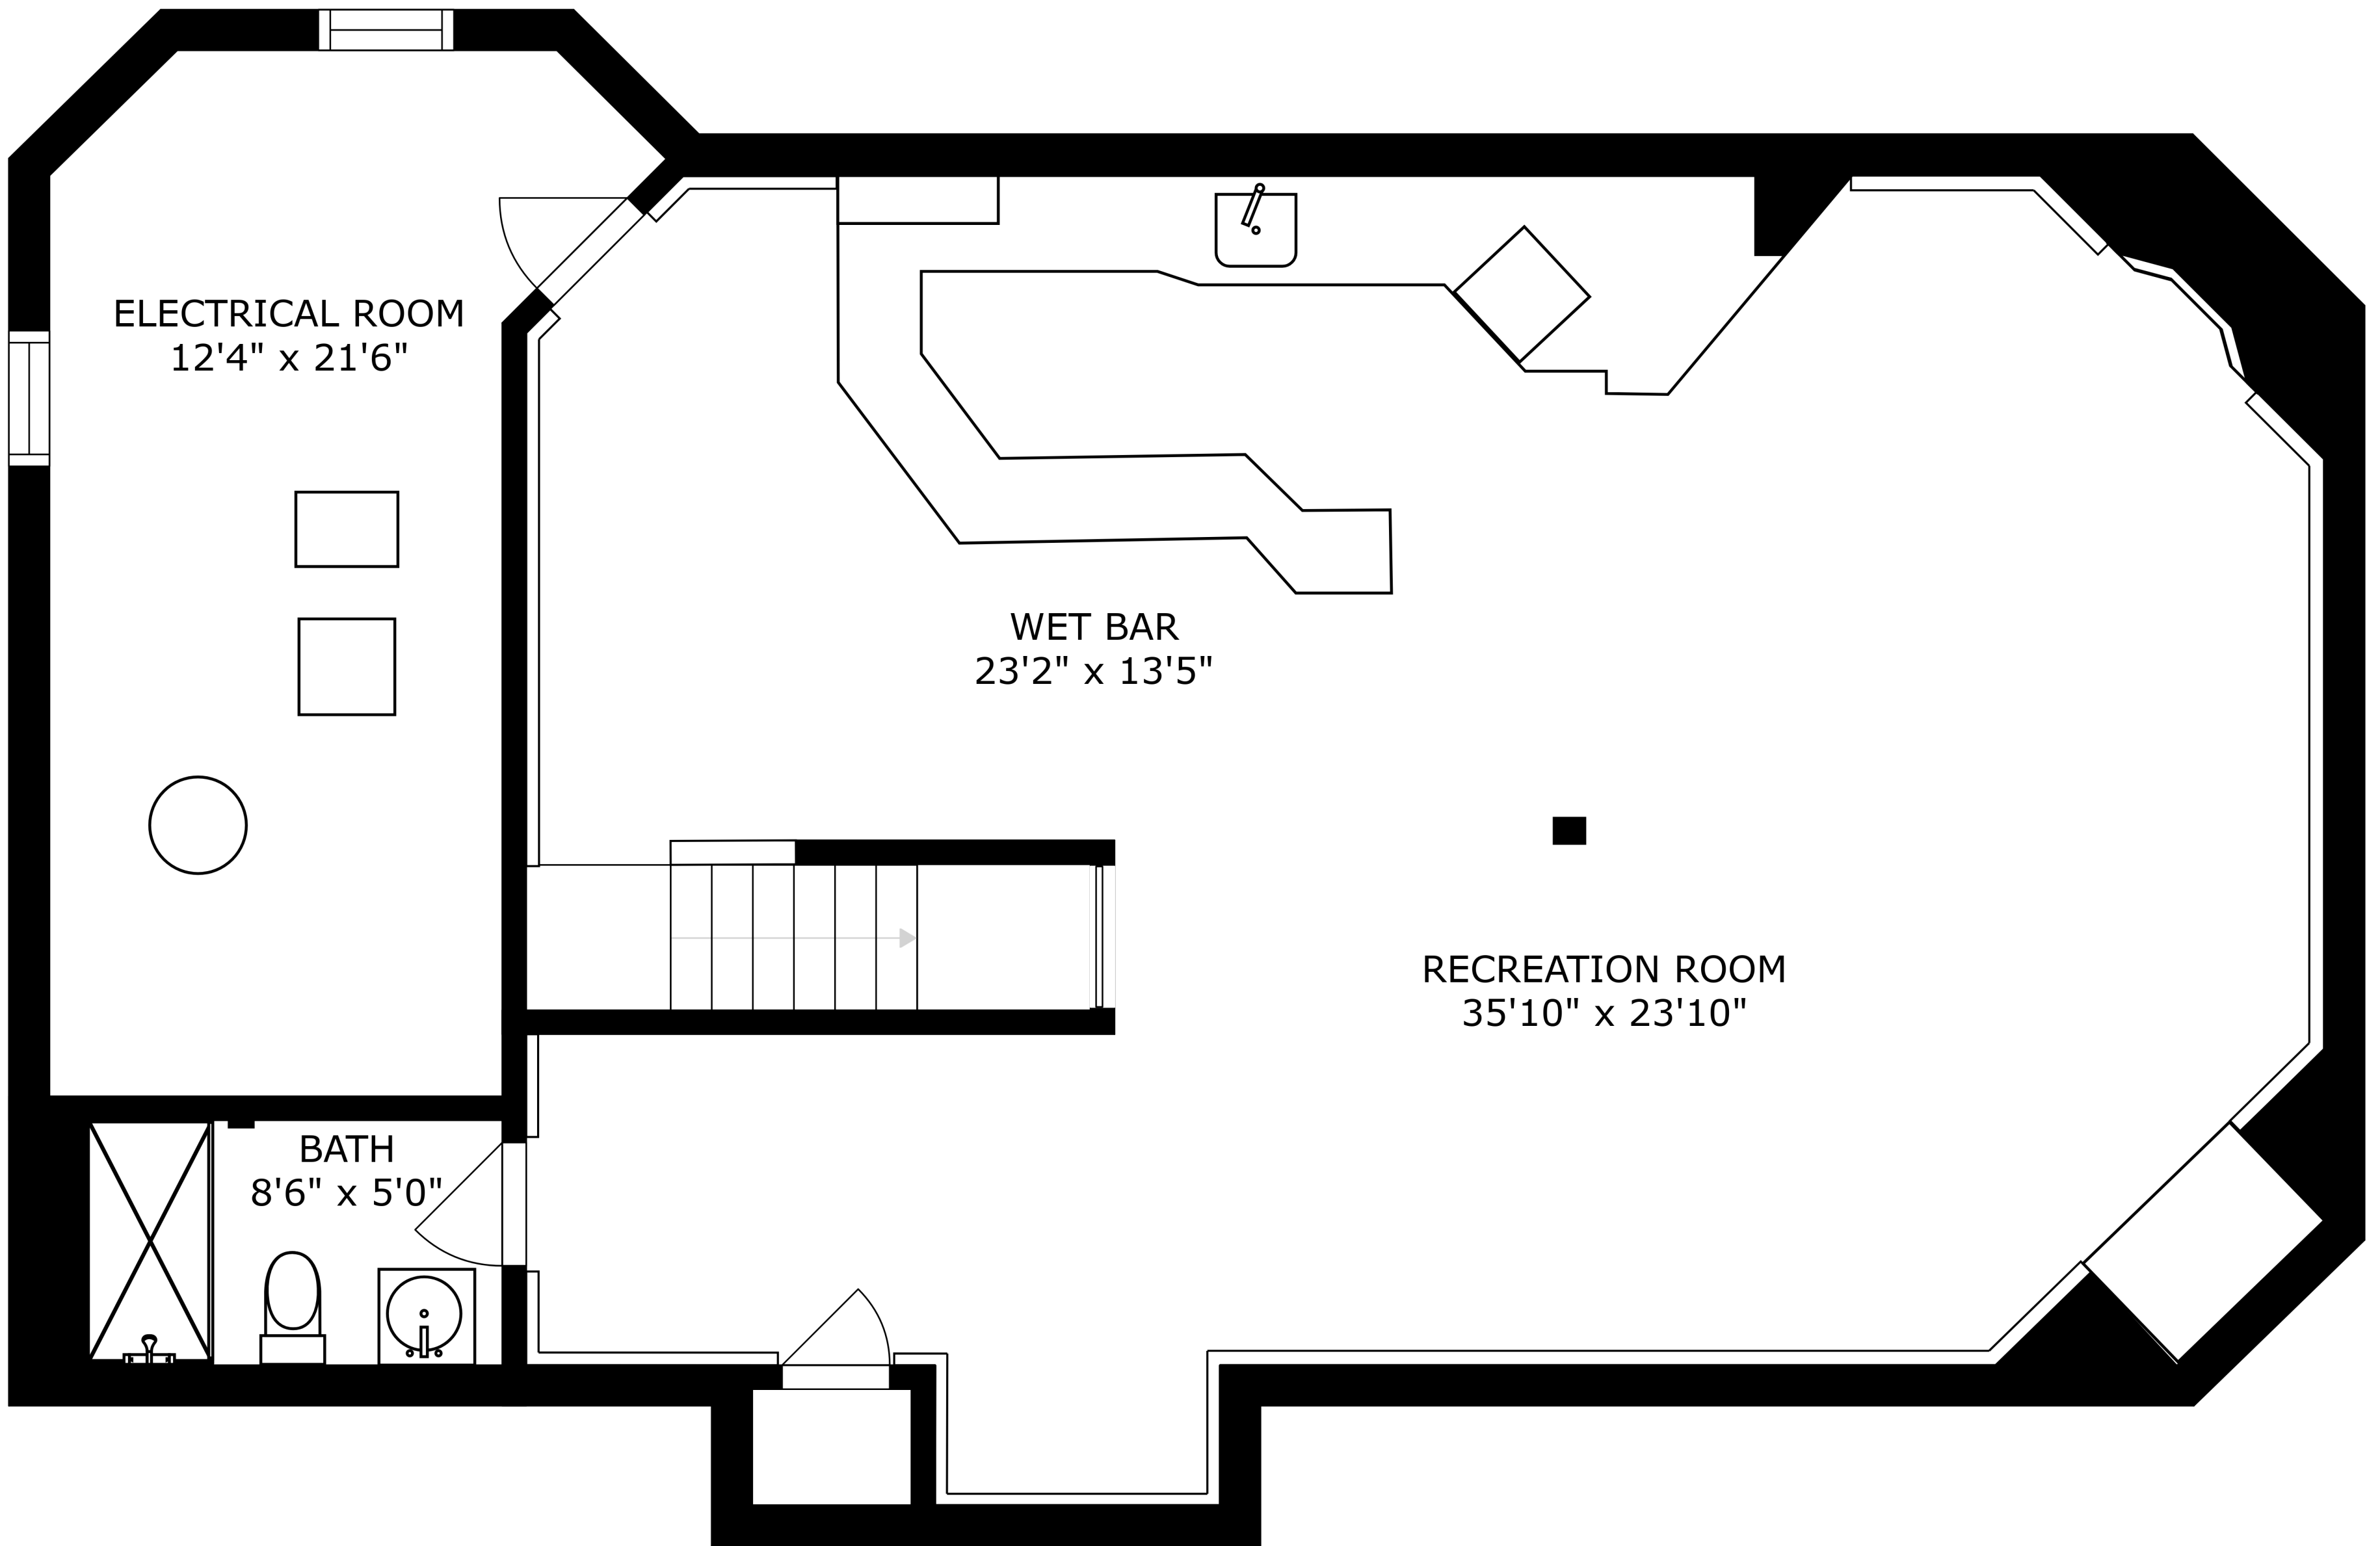 ELECTRICAL ROOM
12'4" x 21'6"
WET BAR
23'2" x 13'5"
RECREATION ROOM
35'10" x 23'10"
BATH
8'6" x 5'0"